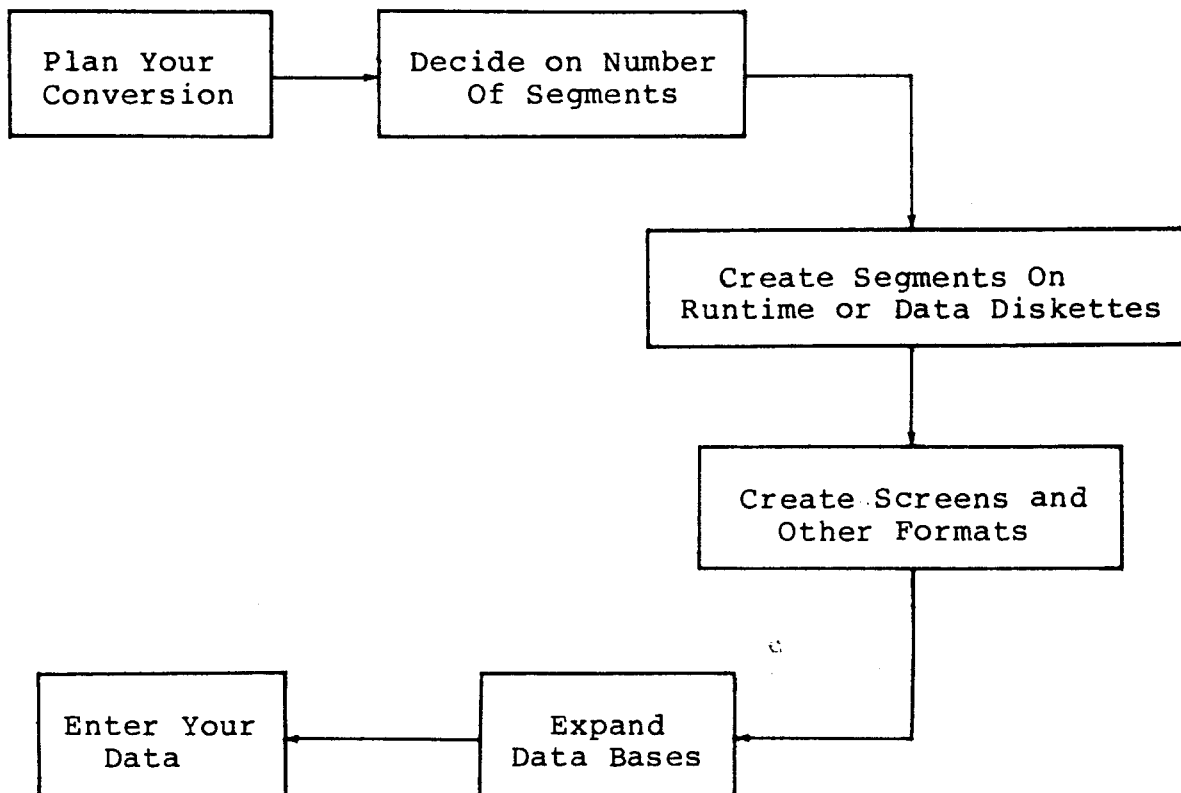 Plan Your
Conversion
Decide on Number
Of Segments
Create Segments On
Runtime or Data Diskettes
Create Screens and
Other Formats
Expand
Data Bases
Enter Your
Data